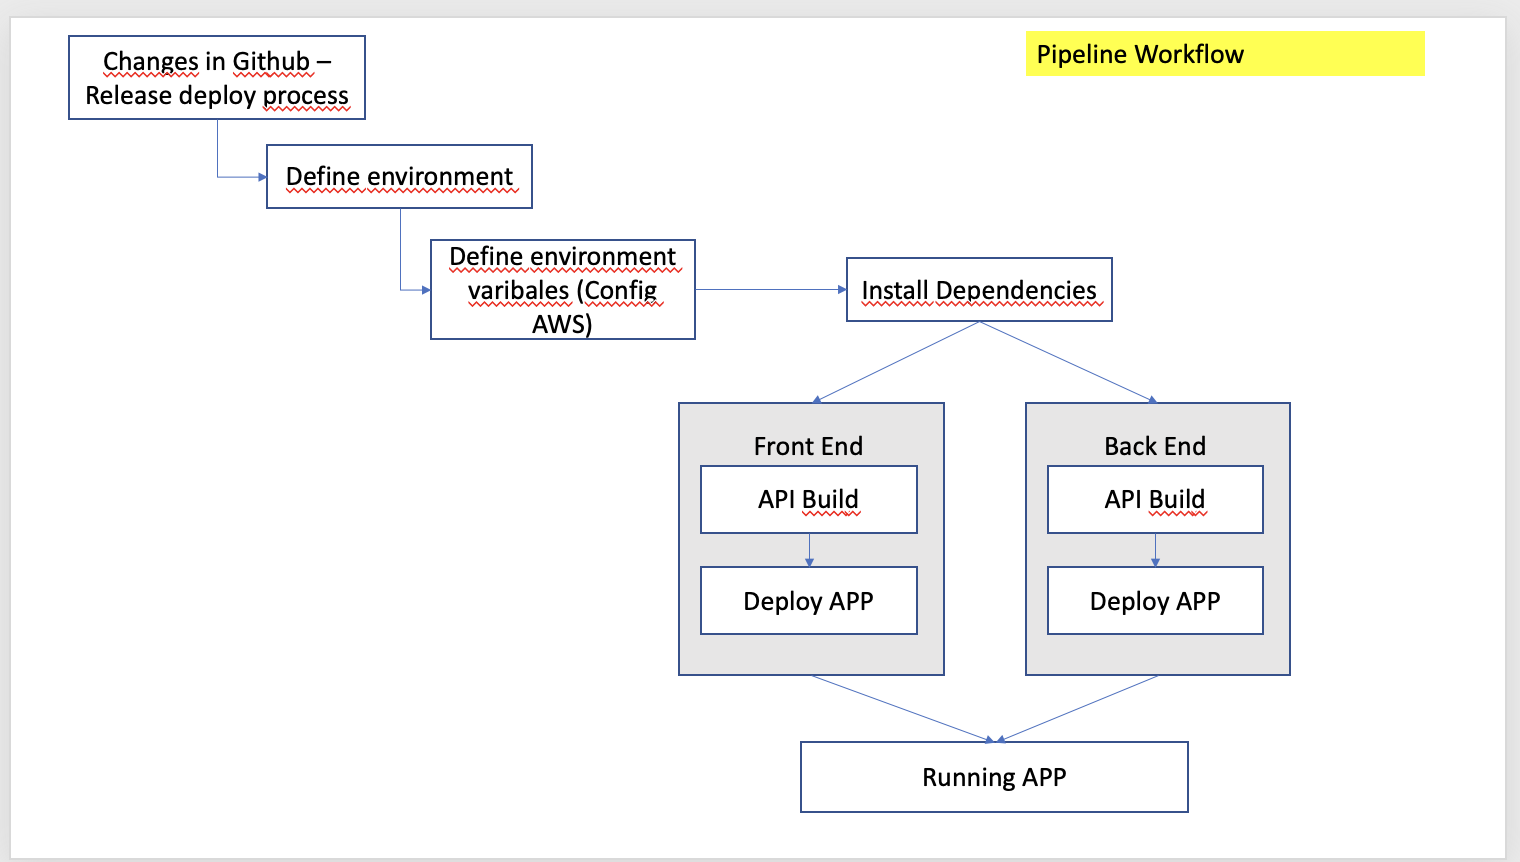 Changes in Github –
Release deploy process
Pipeline Workflow
Define environment
Define environment
varibales (Config
AWS)
Install Dependencies
Front End
API Build
Deploy APP
Back End
API Build
Deploy APP
Running APP